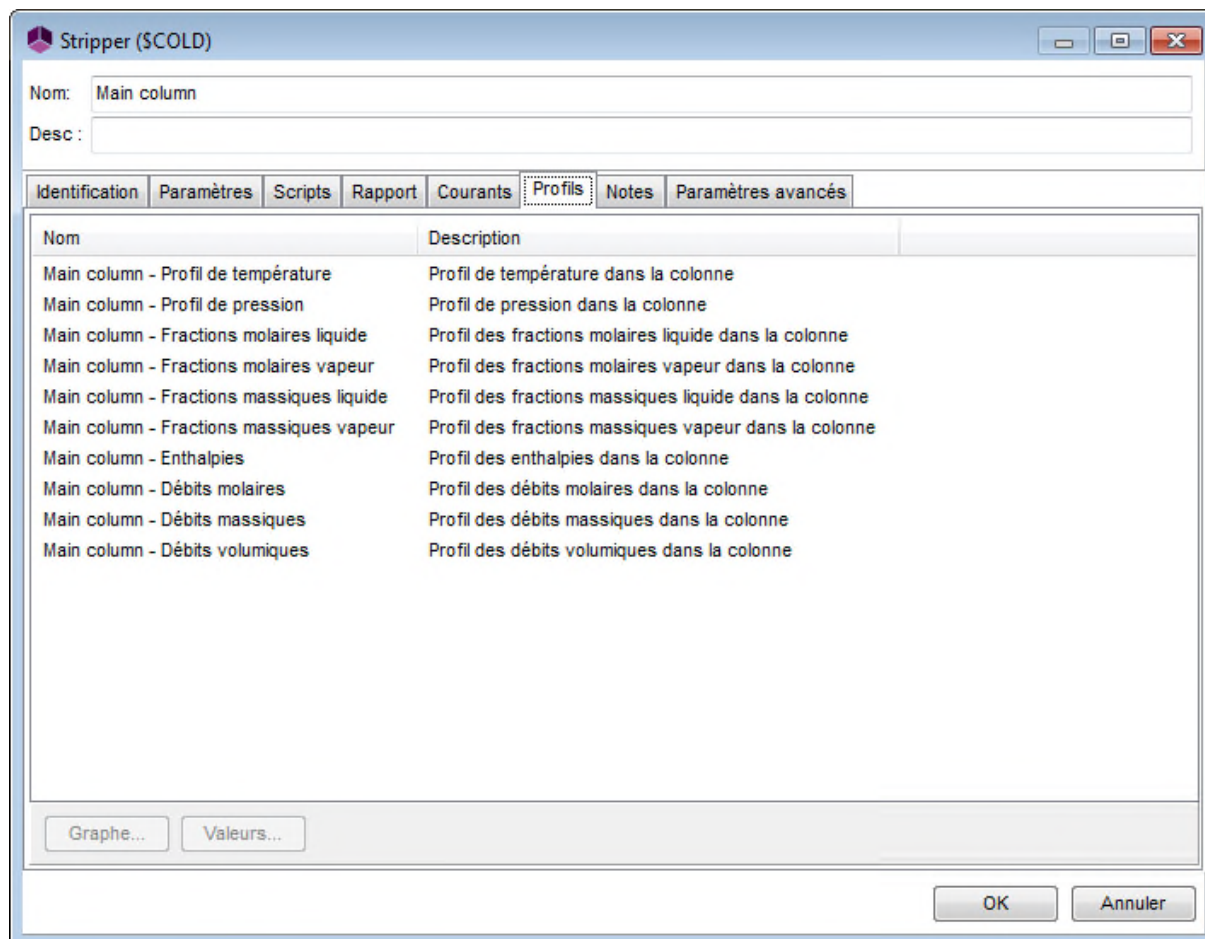 Stripper ($COLD)
Nom: Main column
Desc :
Identification Paramètres Scripts Rapport Courants Profils Notes Paramètres avancés
Nom Description
Main column - Profil de température Profil de température dans la colonne
Main column - Profil de pression Profil de pression dans la colonne
Main column - Fractions molaires liquide Profil des fractions molaires liquide dans la colonne
Main column - Fractions molaires vapeur Profil des fractions molaires vapeur dans la colonne
Main column - Fractions massiques liquide Profil des fractions massiques liquide dans la colonne
Main column - Fractions massiques vapeur Profil des fractions massiques vapeur dans la colonne
Main column - Enthalpies Profil des enthalpies dans la colonne
Main column - Débits molaires Profil des débits molaires dans la colonne
Main column - Débits massiques Profil des débits massiques dans la colonne
Main column - Débits volumiques Profil des débits volumiques dans la colonne
Graphe... Valeurs...
OK Annuler